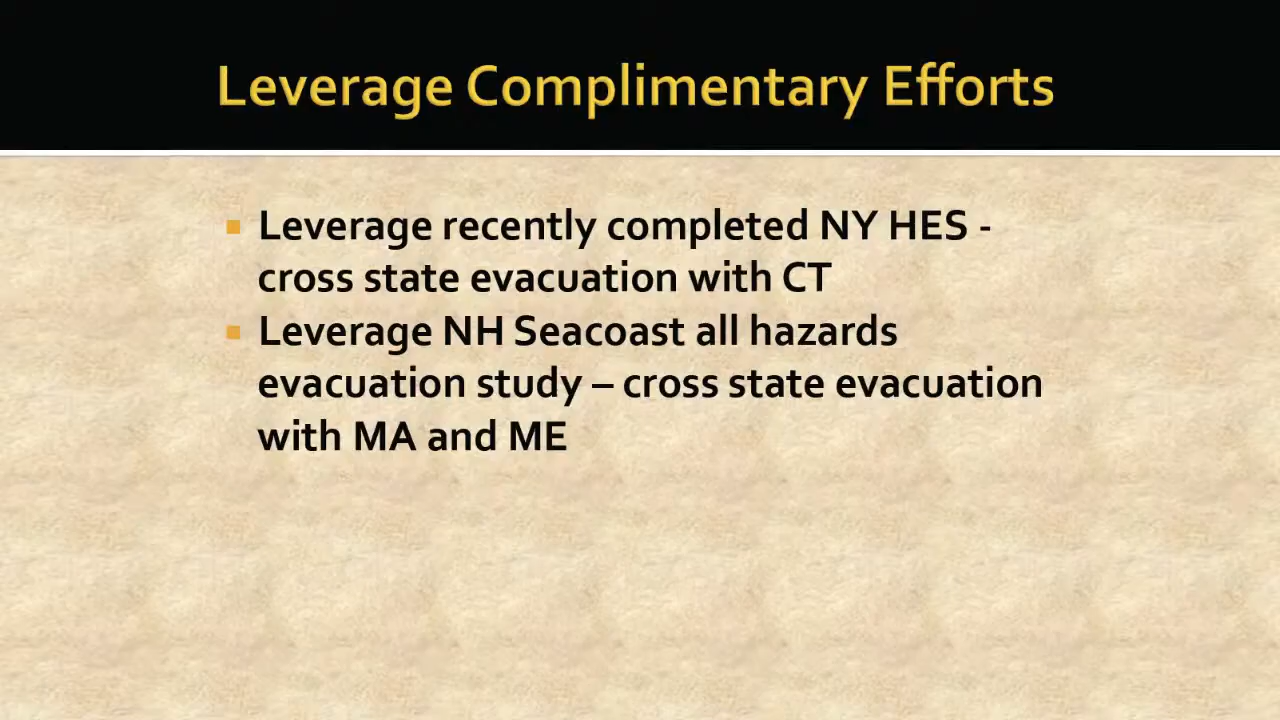 Leverage Complimentary Efforts
Leverage recently completed NY HES -
cross state evacuation with CT
Leverage NH Seacoast all hazards
evacuation study – cross state evacuation
with MA and ME